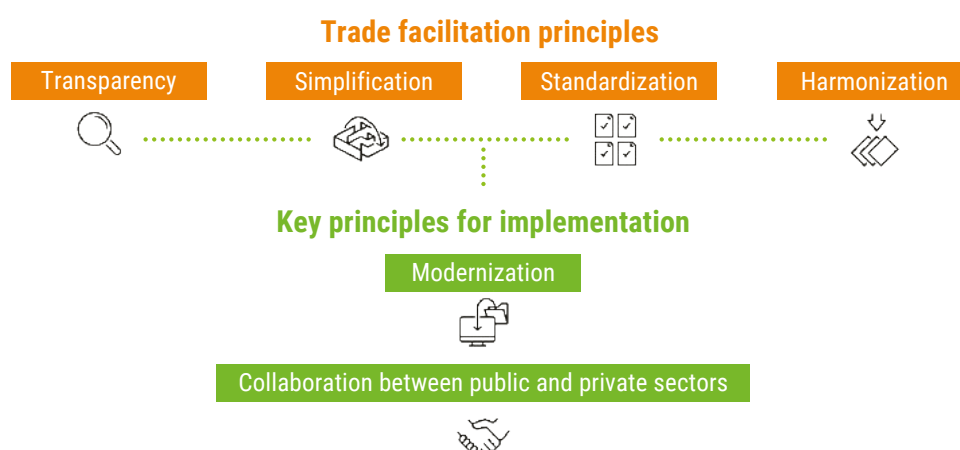 Trade facilitation principles
Transparency
Simplification
Standardization
Harmonization
Key principles for implementation
Modernization
Collaboration between public and private sectors